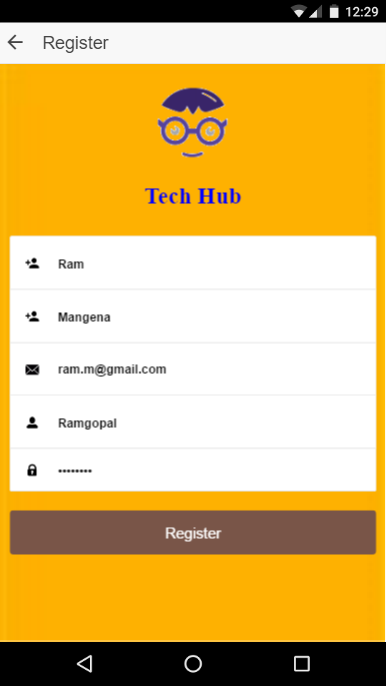 12:29
Register
Tech Hub
Ram
Mangena
ram.m@gmail.com
Ramgopal
••••••••
Register